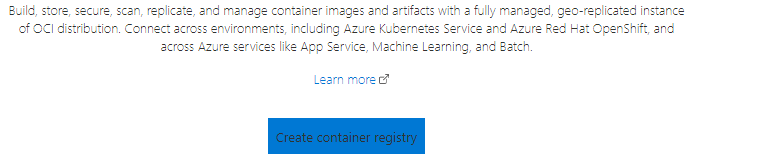 Build, store, secure, scan, replicate, and manage container images and artifacts with a fully managed, geo-replicated instance
of OCI distribution. Connect across environments, including Azure Kubernetes Service and Azure Red Hat OpenShift, and
across Azure services like App Service, Machine Learning, and Batch.
Learn more
Create container registry